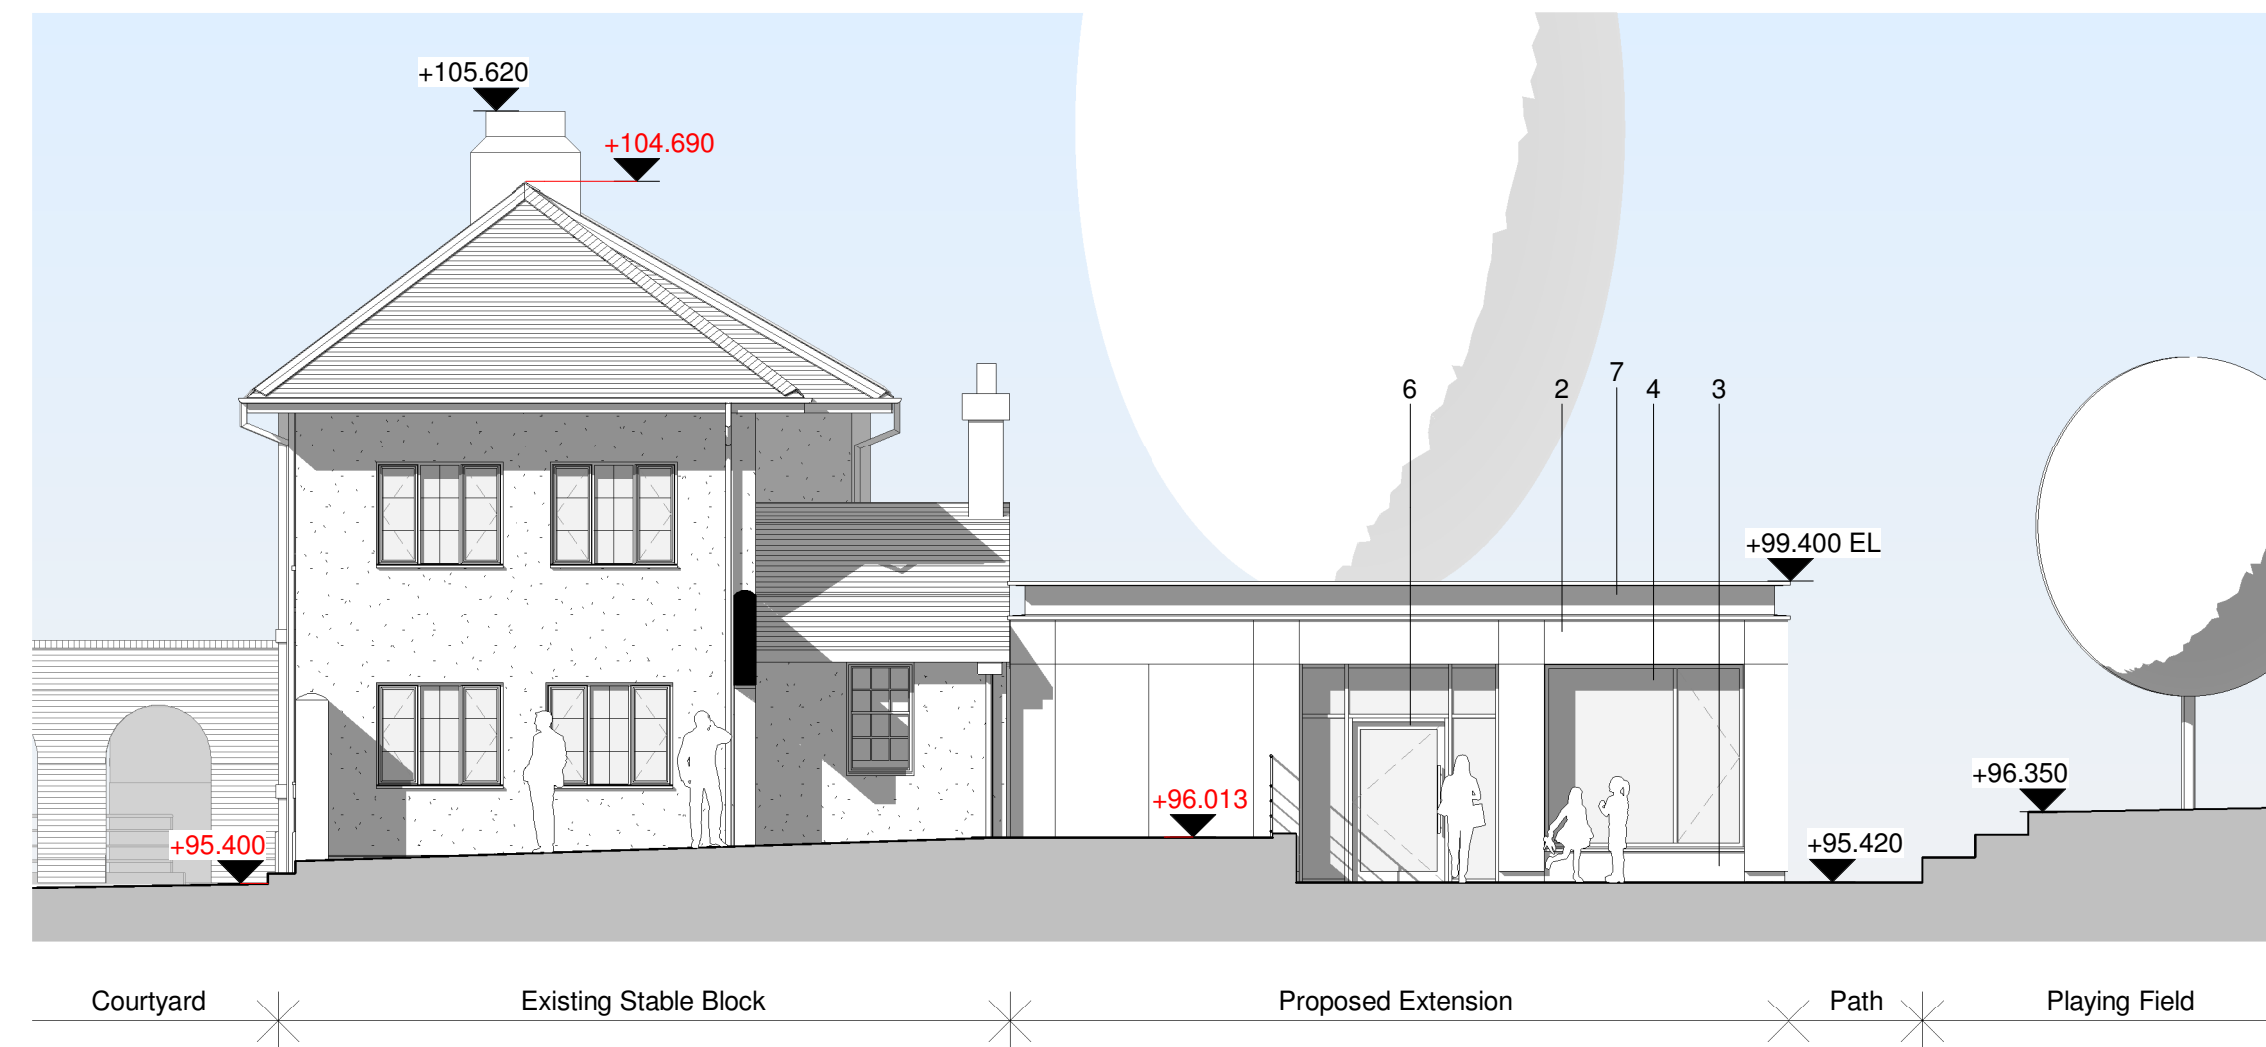 +105.620
+104.690
7
6 2 4 3
+99.400 EL
+96.350
+96.013
+95.400
+95.420
Courtyard Existing Stable Block Proposed Extension Path Playing Field